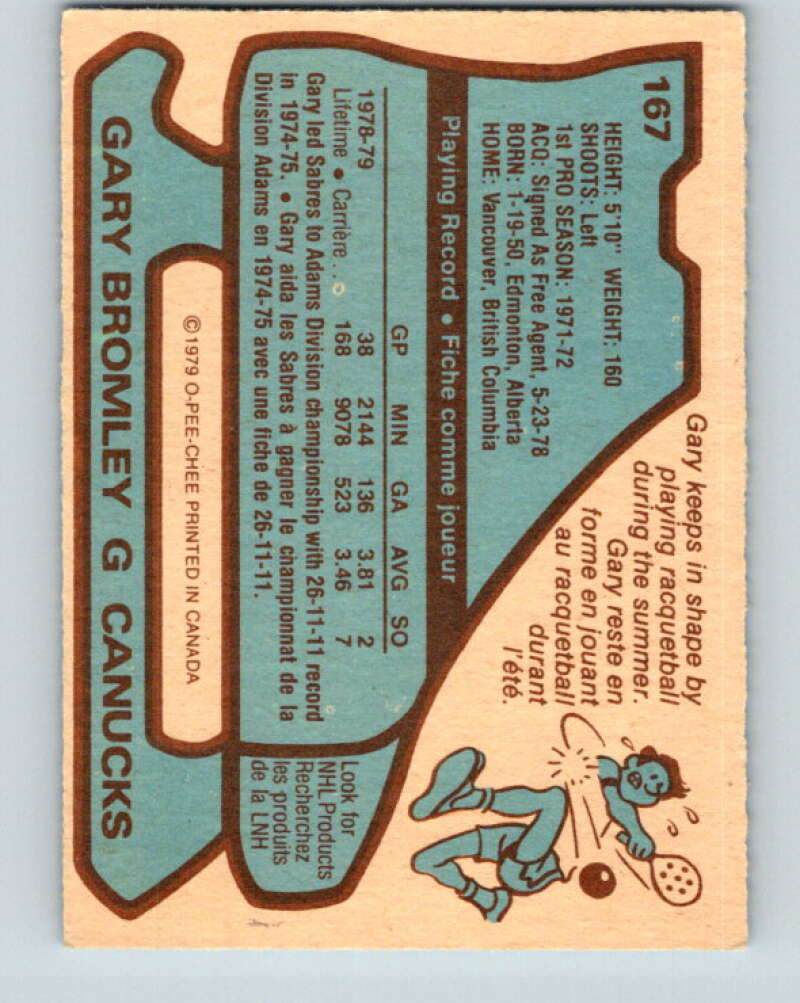 167
HEIGHT: 5'10" WEIGHT: 160
SHOOTS: Left
1st PRO SEASON: 1971-72
ACQ: Signed As Free Agent, 5-23-78
BORN: 1-19-50, Edmonton, Alberta
HOME: Vancouver, British Columbia
Gary keeps in shape by
playing racquetball
during the summer.
Gary reste en
forme en jouant
au racquetball
durant
l'été.
Playing Record • Fiche comme joueur
GP MIN GA AVG SO
1978-79 38 2144 136 3.81 2
Lifetime • Carrière... 168 9078 523 3.46 7
Gary led Sabres to Adams Division championship with 26-11-11 record
in 1974-75. • Gary aida les Sabres à gagner le championnat de la
Division Adams en 1974-75 avec une fiche de 26-11-11.
Look for
NHL Products
Recherchez
les produits
de la LNH
©1979 O-PEE-CHEE PRINTED IN CANADA
GARY BROMLEY G CANUCKS